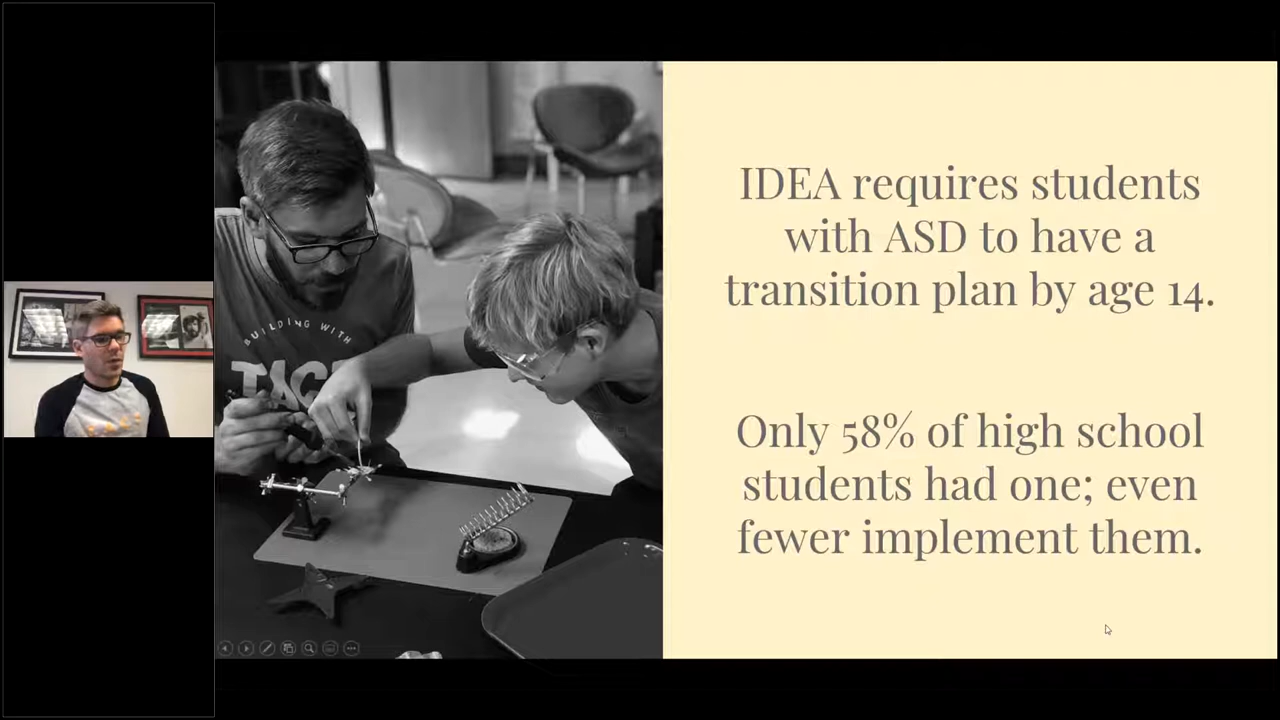 BUILDING WITH
IDEA requires students
with ASD to have a
transition plan by age 14.
Only 58% of high school
students had one; even
fewer implement them.